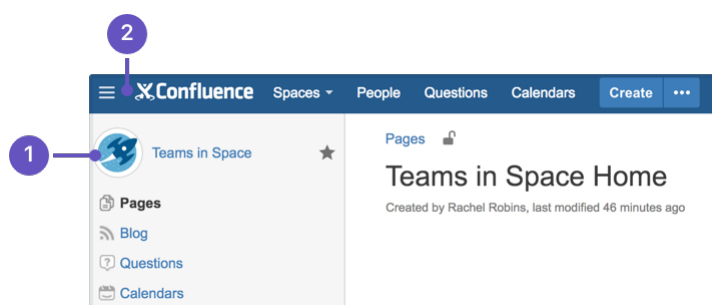 2
Confluence Spaces People Questions Calendars Create •••
1
Teams in Space
Pages
Blog
Questions
Calendars
Pages
Teams in Space Home
Created by Rachel Robins, last modified 46 minutes ago